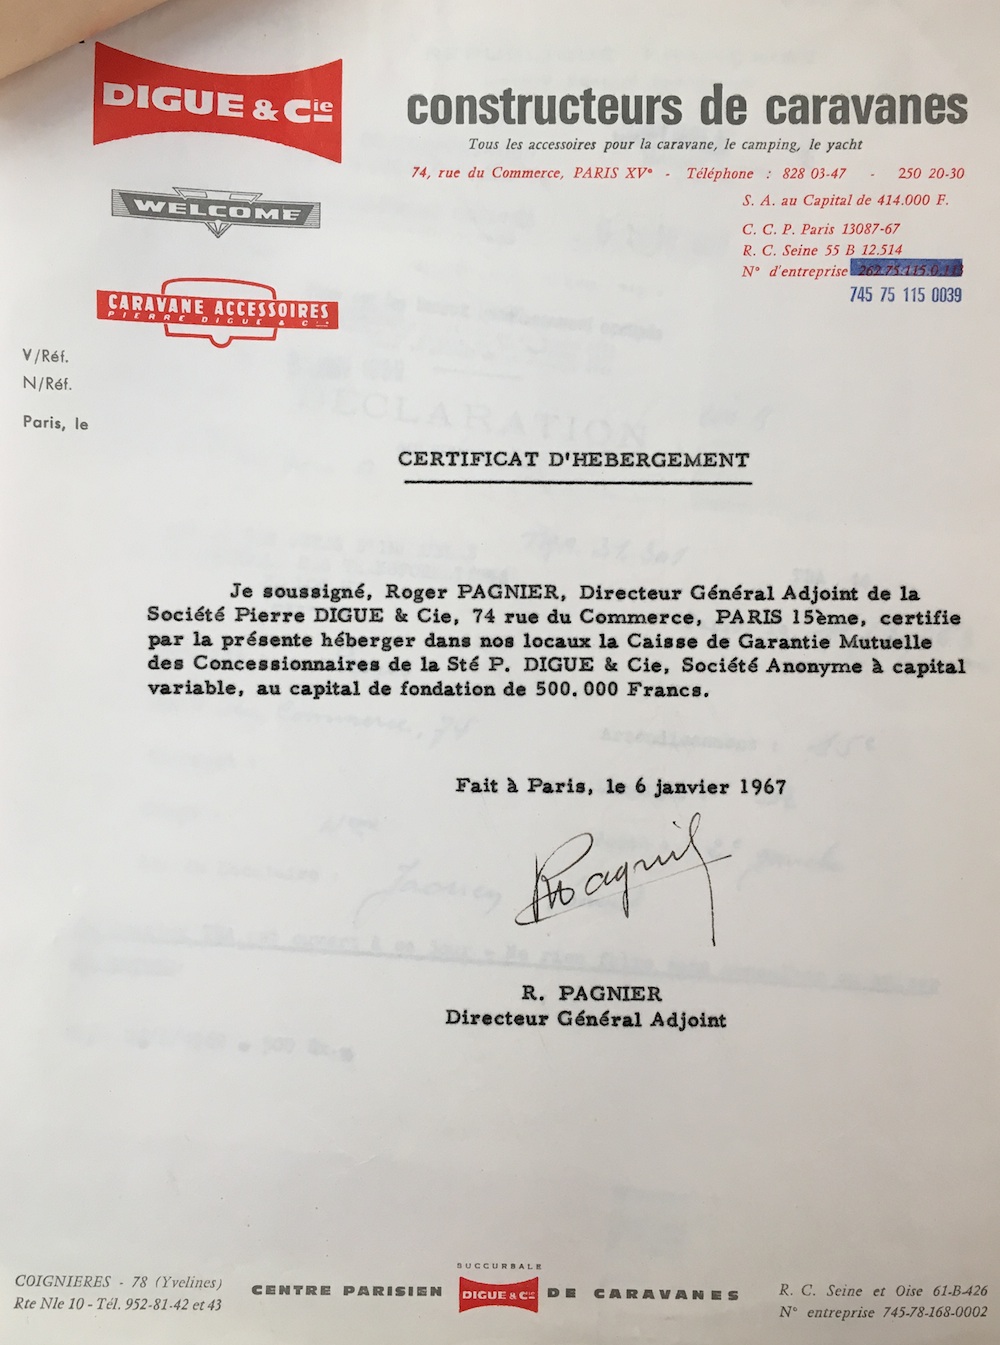 DIGUE & Cie
constructeurs de caravanes
Tous les accessoires pour la caravane, le camping, le yacht
74, rue du Commerce, PARIS XVe - Téléphone : 828 03-47 - 250 20-30
WELCOME
S. A. au Capital de 414.000 F.
C. C. P. Paris 13087-67
R. C. Seine 55 B 12.514
N° d'entreprise
745 75 115 0039
CARAVANE ACCESSOIRES
PIERRE DIGUE & Cie
V/Réf.
N/Réf.
Paris, le
CERTIFICAT D'HEBERGEMENT
Je soussigné, Roger PAGNIER, Directeur Général Adjoint de la
Société Pierre DIGUE & Cie, 74 rue du Commerce, PARIS 15ème, certifie
par la présente héberger dans nos locaux la Caisse de Garantie Mutuelle
des Concessionnaires de la Sté P. DIGUE & Cie, Société Anonyme à capital
variable, au capital de fondation de 500.000 Francs.
Fait à Paris, le 6 janvier 1967
R. PAGNIER
Directeur Général Adjoint
COIGNIERES - 78 (Yvelines)
Rte Nle 10 - Tél. 952-81-42 et 43
SUCCURSALE
CENTRE PARISIEN DIGUE & Cie DE CARAVANES
R. C. Seine et Oise 61-B-426
N° entreprise 745-78-168-0002